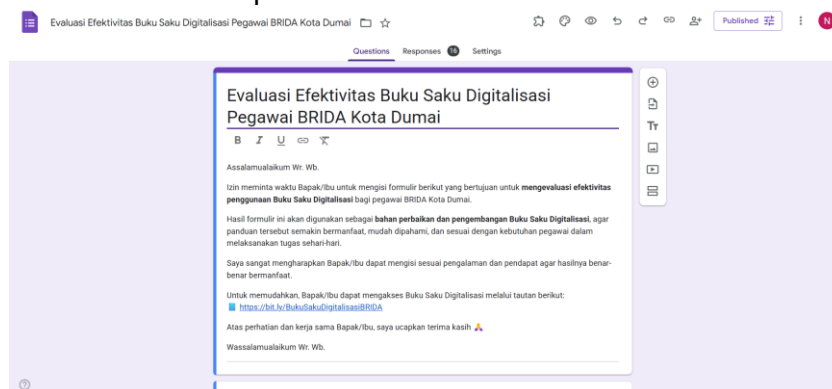 Evaluasi Efektivitas Buku Saku Digitalisasi Pegawai BRIDA Kota Dumai
Published
N
Questions Responses 16 Settings
Evaluasi Efektivitas Buku Saku Digitalisasi
Pegawai BRIDA Kota Dumai
B I U
Tт
Assalamualaikum Wr. Wb.
Izin meminta waktu Bapak/Ibu untuk mengisi formulir berikut yang bertujuan untuk mengevaluasi efektivitas
penggunaan Buku Saku Digitalisasi bagi pegawai BRIDA Kota Dumai.
Hasil formulir ini akan digunakan sebagai bahan perbaikan dan pengembangan Buku Saku Digitalisasi, agar
panduan tersebut semakin bermanfaat, mudah dipahami, dan sesuai dengan kebutuhan pegawai dalam
melaksanakan tugas sehari-hari.
Saya sangat mengharapkan Bapak/Ibu dapat mengisi sesuai pengalaman dan pendapat agar hasilnya benar-
benar bermanfaat.
Untuk memudahkan, Bapak/Ibu dapat mengakses Buku Saku Digitalisasi melalui tautan berikut:
📘 https://bit.ly/BukuSakuDigitalisasiBRIDA
Atas perhatian dan kerja sama Bapak/Ibu, saya ucapkan terima kasih 🙏
Wassalamualaikum Wr. Wb.